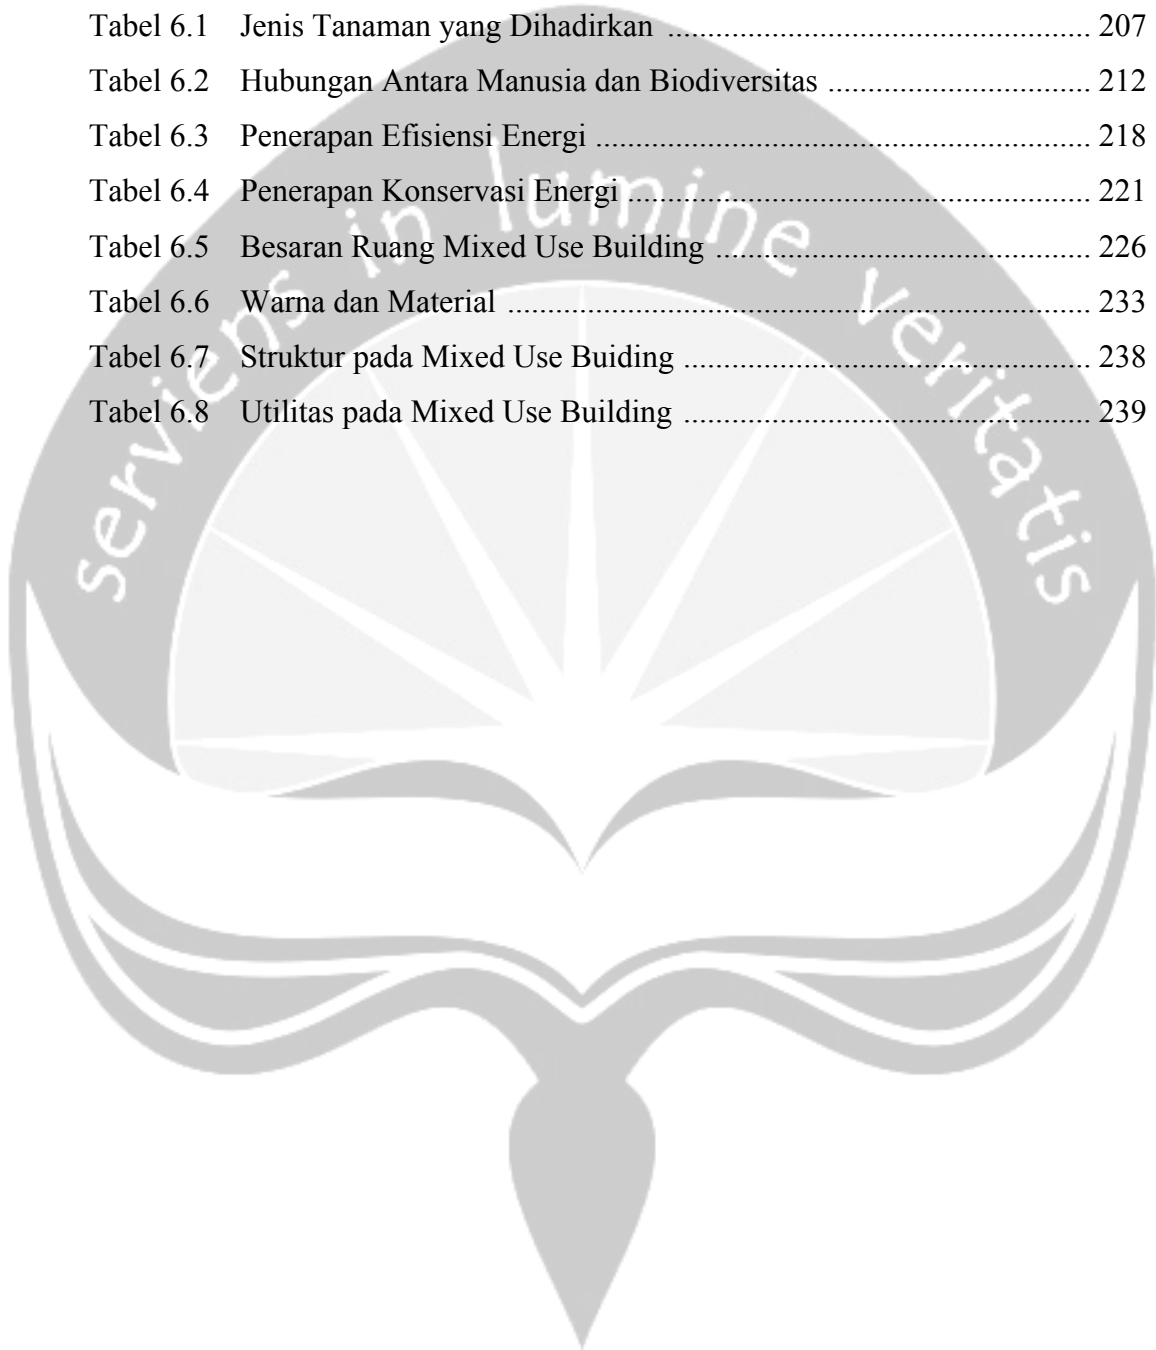 Tabel 6.1 Jenis Tanaman yang Dihadirkan ..................................................... 207
Tabel 6.2 Hubungan Antara Manusia dan Biodiversitas ................................. 212
Tabel 6.3 Penerapan Efisiensi Energi .............................................................. 218
Tabel 6.4 Penerapan Konservasi Energi .......................................................... 221
Tabel 6.5 Besaran Ruang Mixed Use Building ............................................... 226
Tabel 6.6 Warna dan Material ......................................................................... 233
Tabel 6.7 Struktur pada Mixed Use Buiding ................................................... 238
Tabel 6.8 Utilitas pada Mixed Use Building ................................................... 239
serviens in lumine veritatis